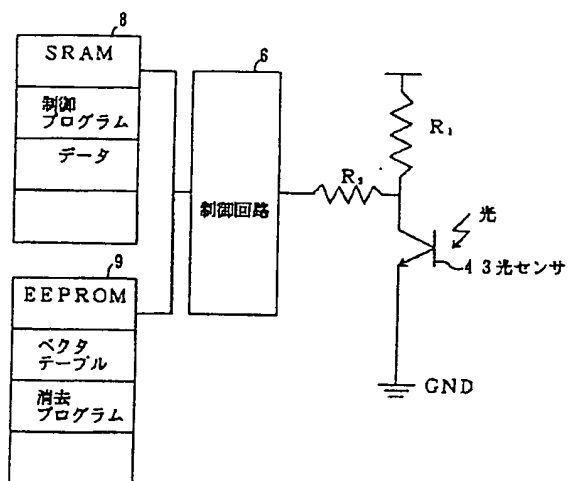 8
SRAM
制御
プログラム
データ
9
EEPROM
ベクタ
テーブル
消去
プログラム
6
制御回路
R₁
R₂
光
43光センサ
GND